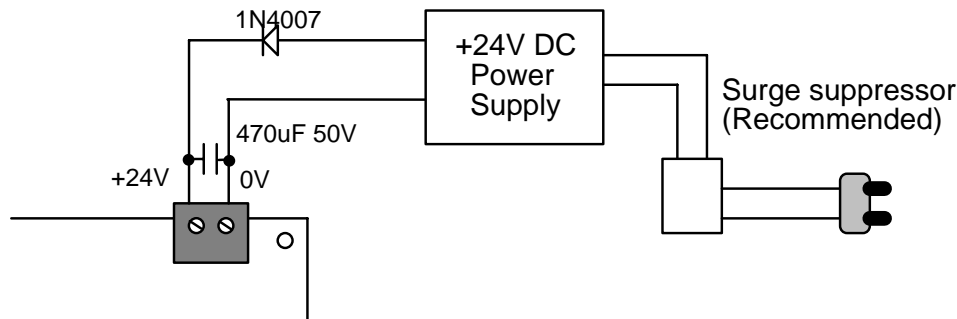 1N4007
+24V DC
Power
Supply
Surge suppressor
(Recommended)
470uF 50V
+24V
0V